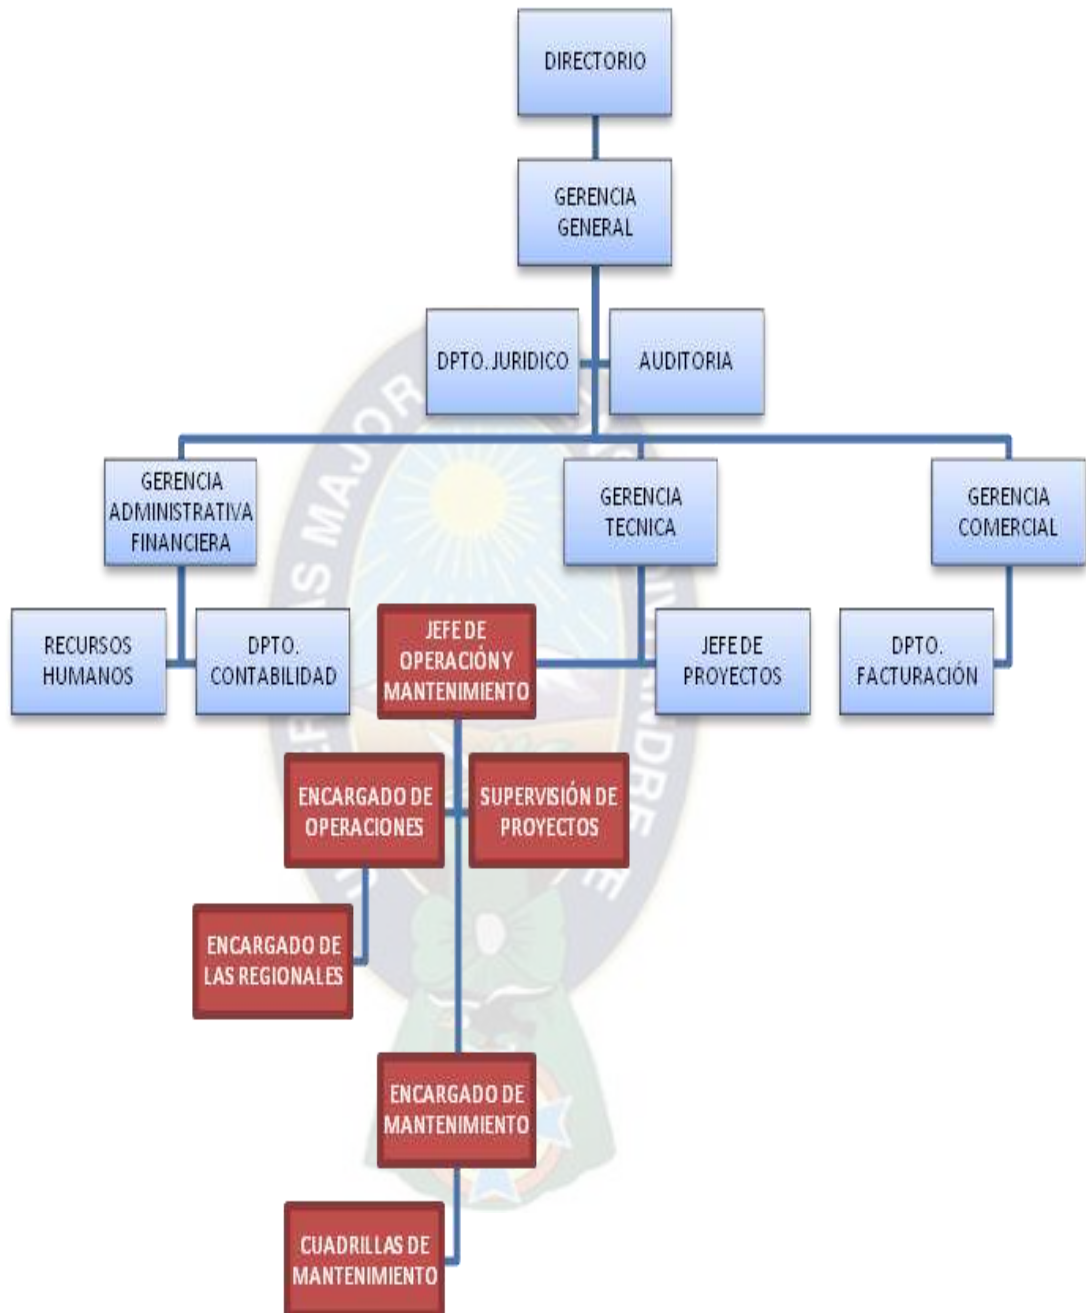 DIRECTORIO
GERENCIA
GENERAL
DPTO. JURIDICO
AUDITORIA
GERENCIA
ADMINISTRATIVA
FINANCIERA
GERENCIA
TECNICA
GERENCIA
COMERCIAL
RECURSOS
HUMANOS
DPTO.
CONTABILIDAD
JEFE DE
OPERACIÓN Y
MANTENIMIENTO
JEFE DE
PROYECTOS
DPTO.
FACTURACIÓN
ENCARGADO DE
OPERACIONES
SUPERVISIÓN DE
PROYECTOS
ENCARGADO DE
LAS REGIONALES
ENCARGADO DE
MANTENIMIENTO
CUADRILLAS DE
MANTENIMIENTO